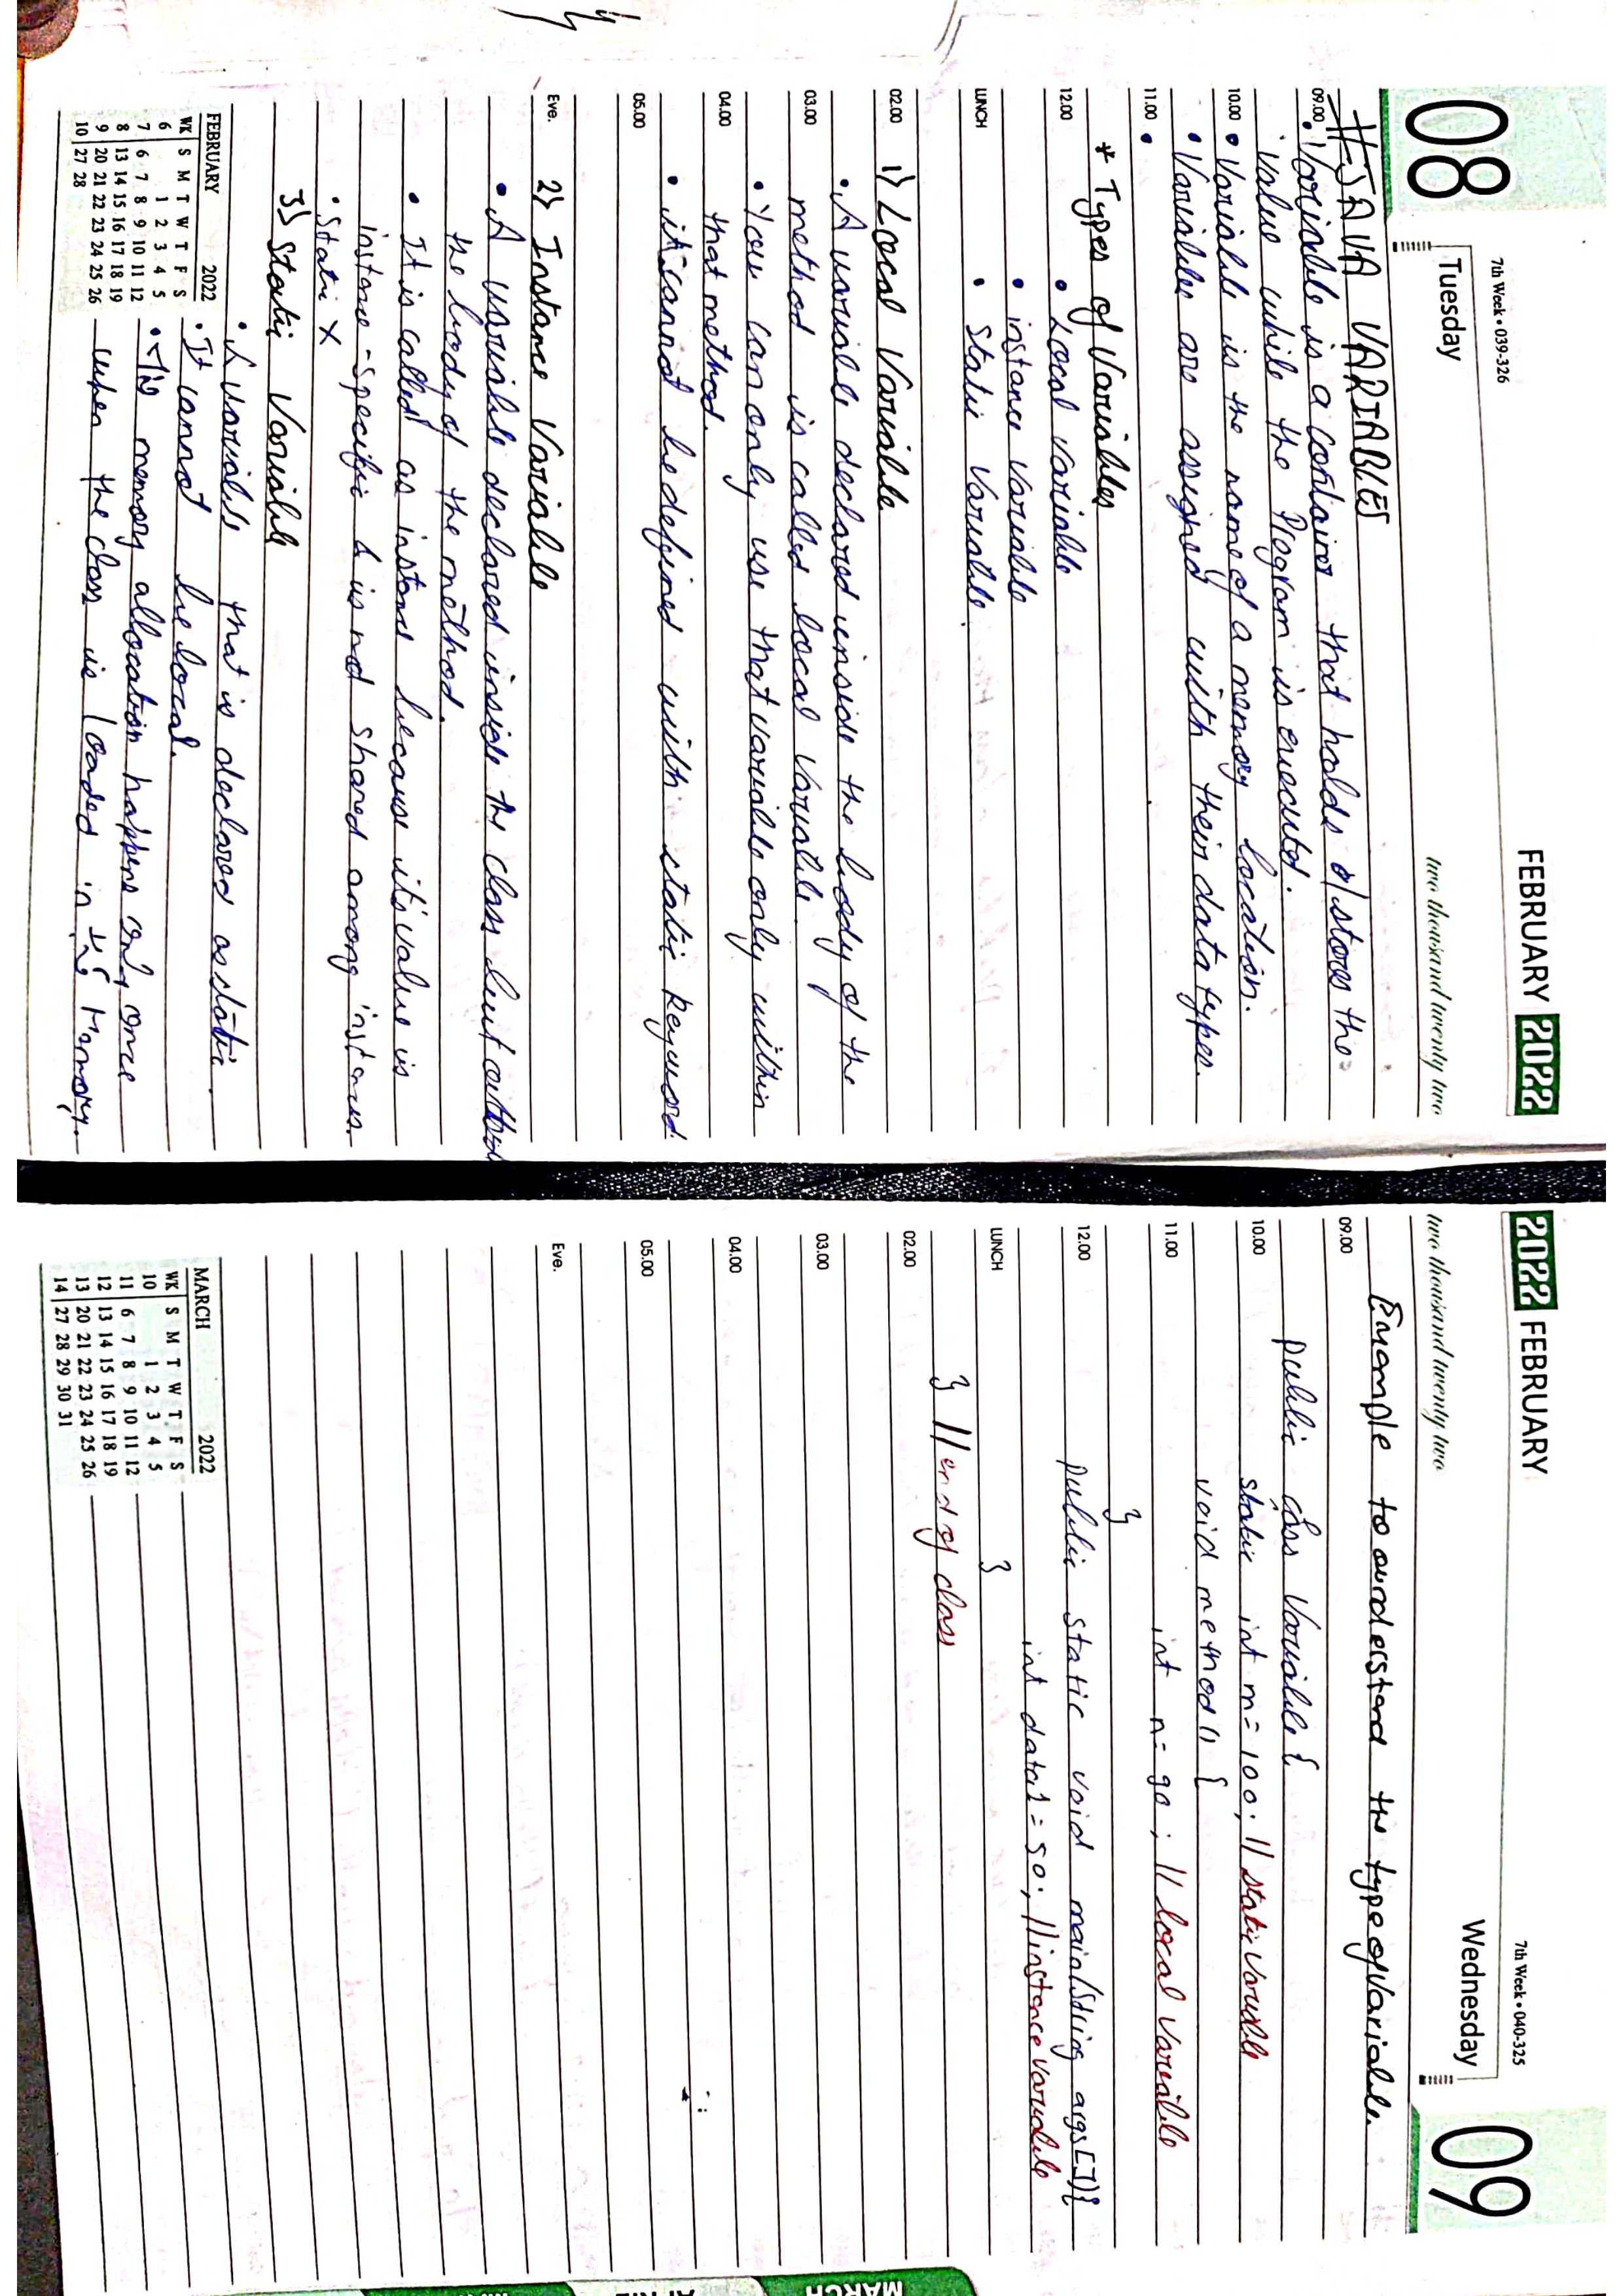 08
7th Week • 039-326
FEBRUARY 2022
Tuesday
two thousand twenty two
#JAVA VARIABLES
09.00 • Variable is a container that holds / stores the
value while the Program is executed.
10.00 • Variable is the name of a memory location.
• Variables are assigned with their data types.
11.00 •
* Types of Variables
12.00 • Local Variable
• instance Variable
LUNCH • Static Variable.
02.00 1) Local Variable
• A variable declared inside the body of the
03.00 method is called local Variable.
• You can only use that variable only within
04.00 that method.
• it cannot be defined with static keyword.
05.00
Eve. 2) Instance Variable
• A variable declared inside the class but
the body of the method.
• It is called as instance because it's value is
instance-specific & is not shared among instances.
• Static X
3) Static Variable
• A variable that is declared as static.
• It cannot be local.
• memory allocation happens only once
when the class is loaded in the Memory.
FEBRUARY 2022
WK S M T W T F S
6 1 2 3 4 5
7 6 7 8 9 10 11 12
8 13 14 15 16 17 18 19
9 20 21 22 23 24 25 26
10 27 28
2022 FEBRUARY
7th Week • 040-325
Wednesday
09
two thousand twenty two
Example to understand the type of Variable.
09.00
public class Variable {
10.00 static int m = 100; // static Variable
void method () {
11.00 int n = 90; // local Variable
}
12.00 public static void main(String args[]){
int data1 = 50; //instance variable
LUNCH }
} // end of class
02.00
03.00
04.00
05.00
Eve.
MARCH 2022
WK S M T W T F S
10 1 2 3 4 5
11 6 7 8 9 10 11 12
12 13 14 15 16 17 18 19
13 20 21 22 23 24 25 26
14 27 28 29 30 31
MARCH